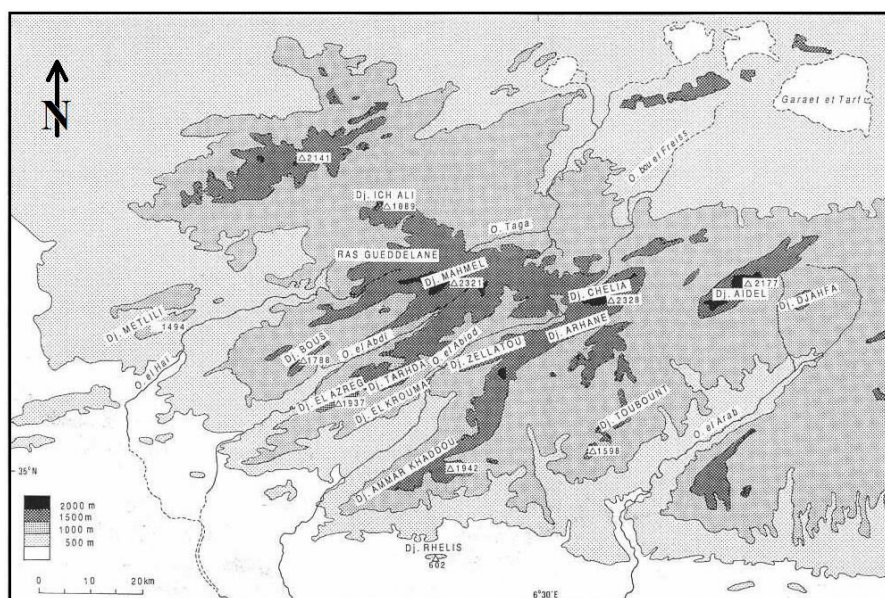 N
Garaet et Tarf
O. bou el Freiss
△2141
Dj. ICH ALI
△1889
O. Taga
RAS GUEDDELANE
Dj. MAHMEL
△2321
Dj. CHELIA
△2328
△2177
Dj. AIDEL
Dj. DJAHFA
Dj. METLILI
1494
Dj. BOUS
△1788
O. el Abdi
O. el Abiod
Dj. ARHANE
Dj. ZELLATOU
O. el Hai
Dj. EL AZREG
△1937
Dj. TARHDA
Dj. EL KROUMA
Dj. TOUBOUNT
△1598
O. el Arab
Dj. AMMAR KHADDOU
△1942
35°N
2000 m
1500m
1000 m
500 m
0 10 20km
Dj. RHELIS
602
6°30'E